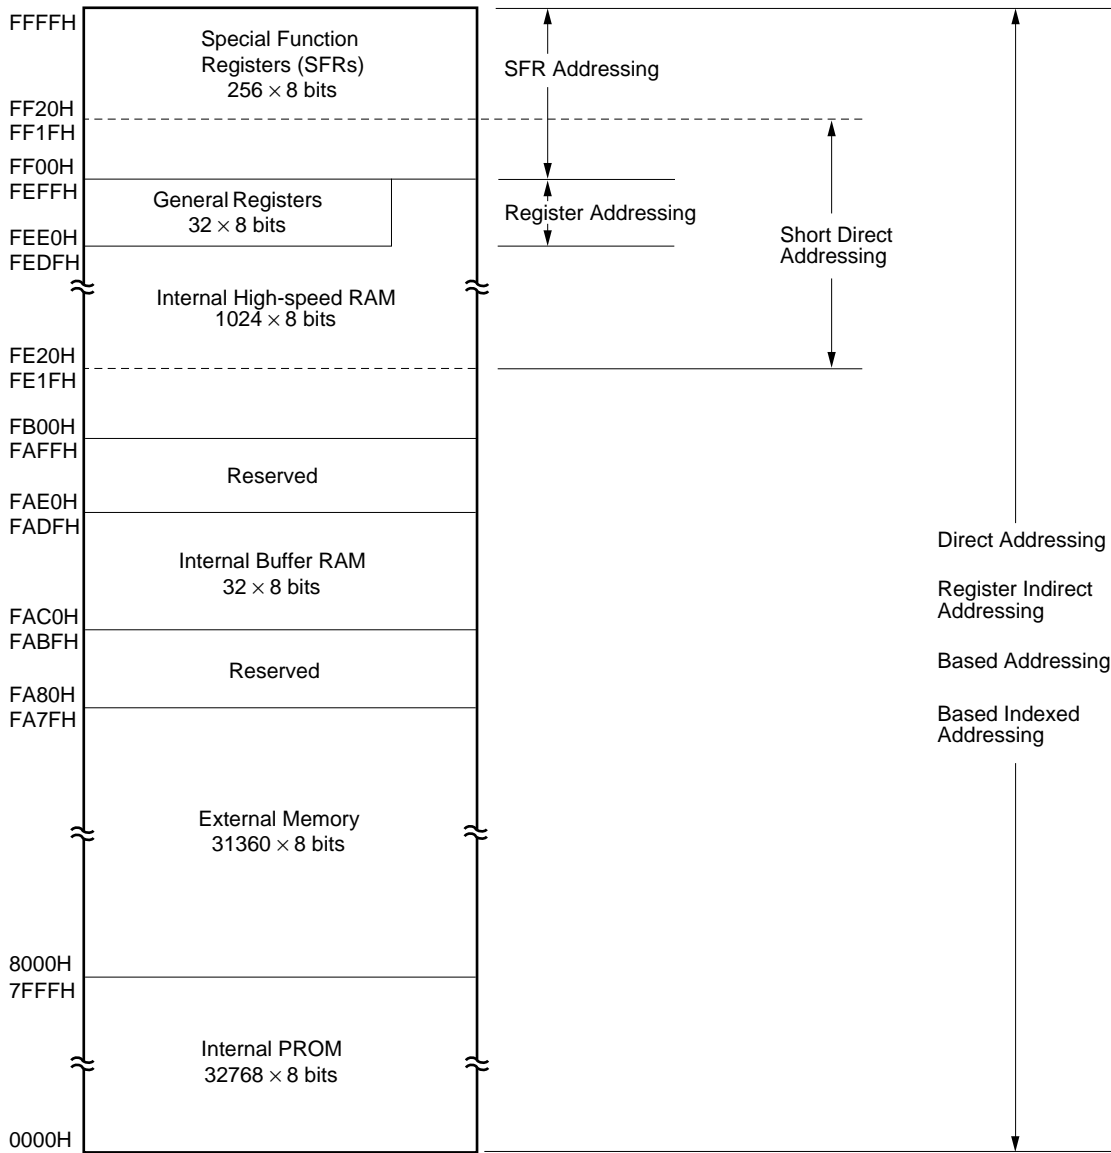 FFFFH
Special Function
Registers (SFRs)
256 × 8 bits
SFR Addressing
FF20H
FF1FH
FF00H
FEFFH
General Registers
32 × 8 bits
Register Addressing
Short Direct
Addressing
FEE0H
FEDFH
Internal High-speed RAM
1024 × 8 bits
FE20H
FE1FH
FB00H
FAFFH
Reserved
FAE0H
FADFH
Internal Buffer RAM
32 × 8 bits
Direct Addressing
Register Indirect
Addressing
Based Addressing
Based Indexed
Addressing
FAC0H
FABFH
Reserved
FA80H
FA7FH
External Memory
31360 × 8 bits
8000H
7FFFH
Internal PROM
32768 × 8 bits
0000H